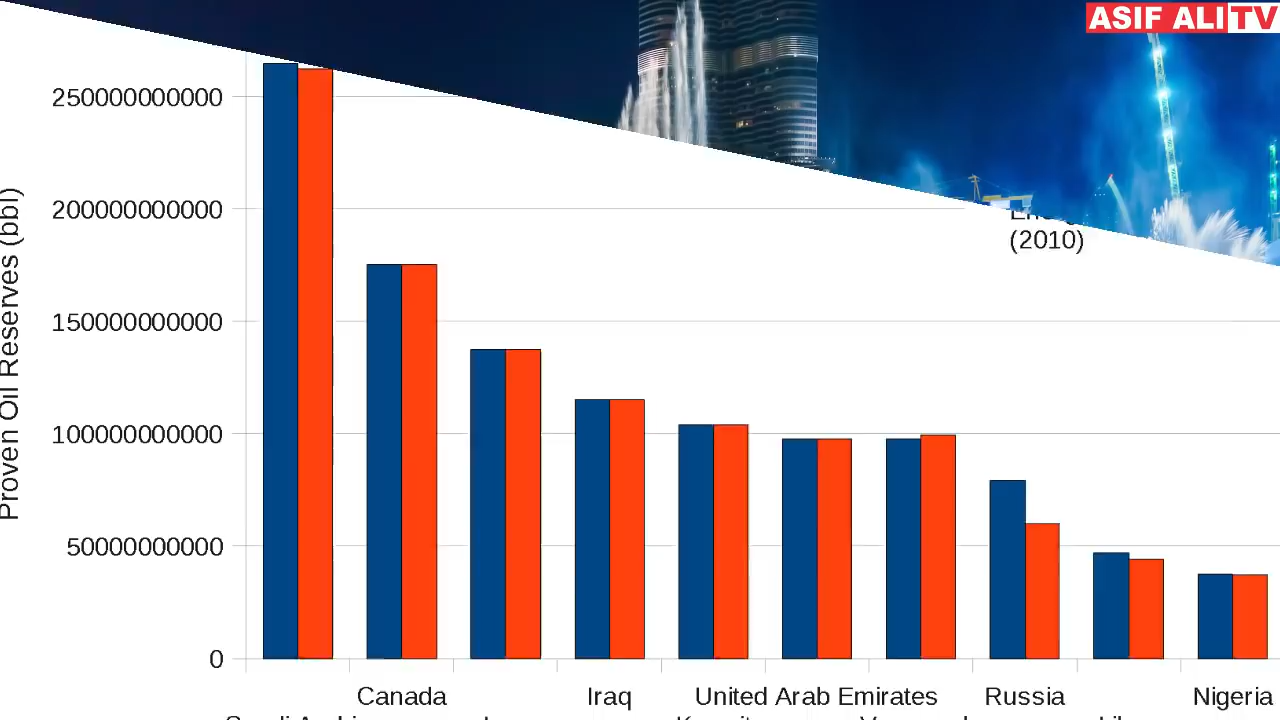 ASIF ALI TV
250000000000
200000000000
150000000000
100000000000
50000000000
0
Proven Oil Reserves (bbl)
(2010)
Canada
Iraq
United Arab Emirates
Russia
Nigeria